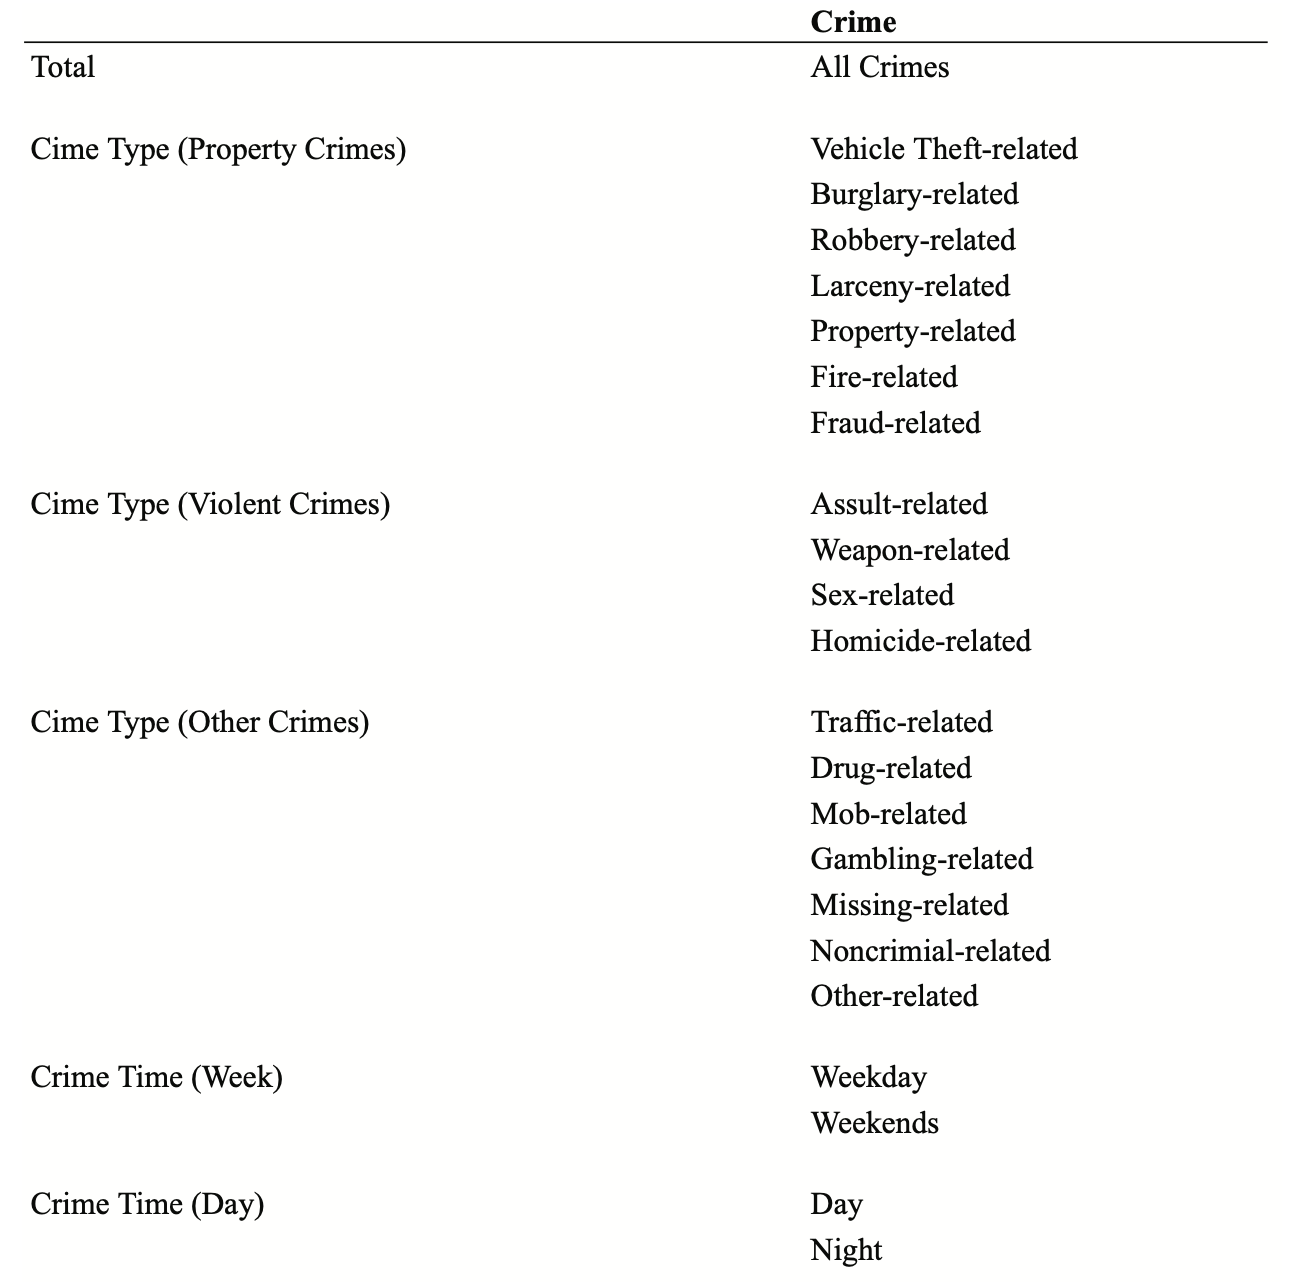 Crime
Total All Crimes
Cime Type (Property Crimes) Vehicle Theft-related
Burglary-related
Robbery-related
Larceny-related
Property-related
Fire-related
Fraud-related
Cime Type (Violent Crimes) Assult-related
Weapon-related
Sex-related
Homicide-related
Cime Type (Other Crimes) Traffic-related
Drug-related
Mob-related
Gambling-related
Missing-related
Noncrimial-related
Other-related
Crime Time (Week) Weekday
Weekends
Crime Time (Day) Day
Night